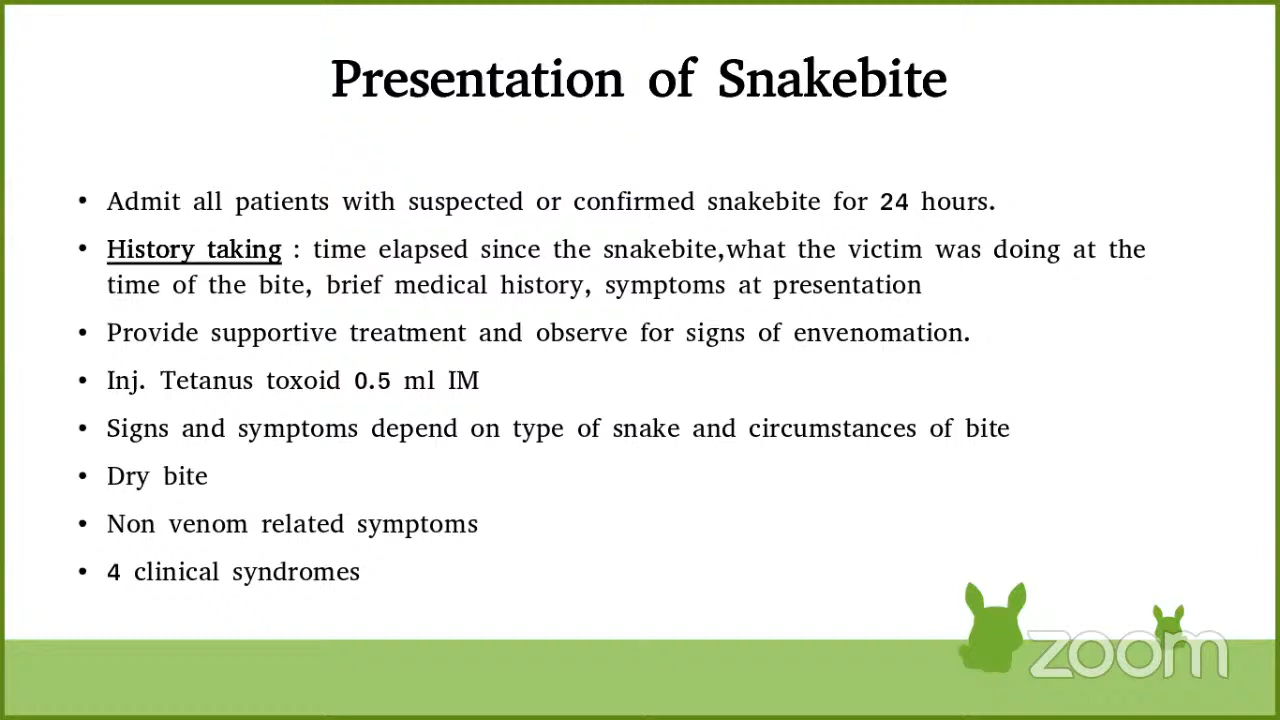 Presentation of Snakebite
• Admit all patients with suspected or confirmed snakebite for 24 hours.
• History taking : time elapsed since the snakebite,what the victim was doing at the
time of the bite, brief medical history, symptoms at presentation
• Provide supportive treatment and observe for signs of envenomation.
• Inj. Tetanus toxoid 0.5 ml IM
• Signs and symptoms depend on type of snake and circumstances of bite
• Dry bite
• Non venom related symptoms
• 4 clinical syndromes
zoom